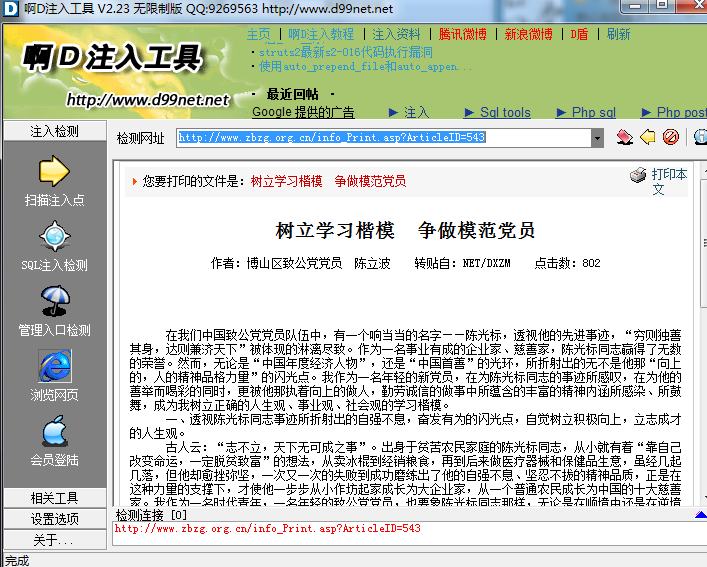 啊D注入工具 V2.23 无限制版 QQ:9269563 http://www.d99net.net
啊D注入工具
http://www.d99net.net
主页 | 啊D注入教程 | 注入资料 | 腾讯微博 | 新浪微博 | D盾 | 刷新
·struts2最新s2-016代码执行漏洞
·使用auto_prepend_file和auto_appen...
· 最近回帖 ·
Google 提供的广告 ► 注入 ► Sql tools ► Php sql ► Php post
注入检测
检测网址
http://www.zbzg.org.cn/info_Print.asp?ArticleID=543
扫描注入点
SQL注入检测
管理入口检测
浏览网页
会员登陆
相关工具
设置选项
关于...
您要打印的文件是：树立学习楷模 争做模范党员
打印本文
树立学习楷模 争做模范党员
作者：博山区致公党党员 陈立波 转贴自：NET/DXZM 点击数：802
在我们中国致公党党员队伍中，有一个响当当的名字——陈光标，透视他的先进事迹，“穷则独善
其身，达则兼济天下”被体现的淋漓尽致。作为一名事业有成的企业家、慈善家，陈光标同志赢得了无数
的荣誉。然而，无论是“中国年度经济人物”，还是“中国首善”的光环，所折射出的无不是他那“向上
的，人的精神品格力量”的闪光点。我作为一名年轻的新党员，在为陈光标同志的事迹所感叹，在为他的
善举而喝彩的同时，更被他那执着向上的做人，勤劳诚信的做事中所蕴含的丰富的精神内涵所感染、所鼓
舞，成为我树立正确的人生观、事业观、社会观的学习楷模。
一、透视陈光标同志事迹所折射出的自强不息，奋发有为的闪光点，自觉树立积极向上，立志成才
的人生观。
古人云：“志不立，天下无可成之事”。出身于贫苦农民家庭的陈光标同志，从小就有着“靠自己
改变命运，一定脱贫致富”的想法，从卖冰棍到经销粮食，再到后来做医疗器械和保健品生意，虽经几起
几落，但他却愈挫弥坚，一次又一次的失败到成功磨练出了他的自强不息、坚忍不拔的精神品质，正是在
这种力量的支撑下，才使他一步步从小作坊起家成长为大企业家，从一个普通农民成长为中国的十大慈善
家。我作为一名时代青年，一名年轻的致公党党员，也要象陈光标同志那样，无论是在顺境中还是在逆境
检测连接 [0]
http://www.zbzg.org.cn/info_Print.asp?ArticleID=543
完成